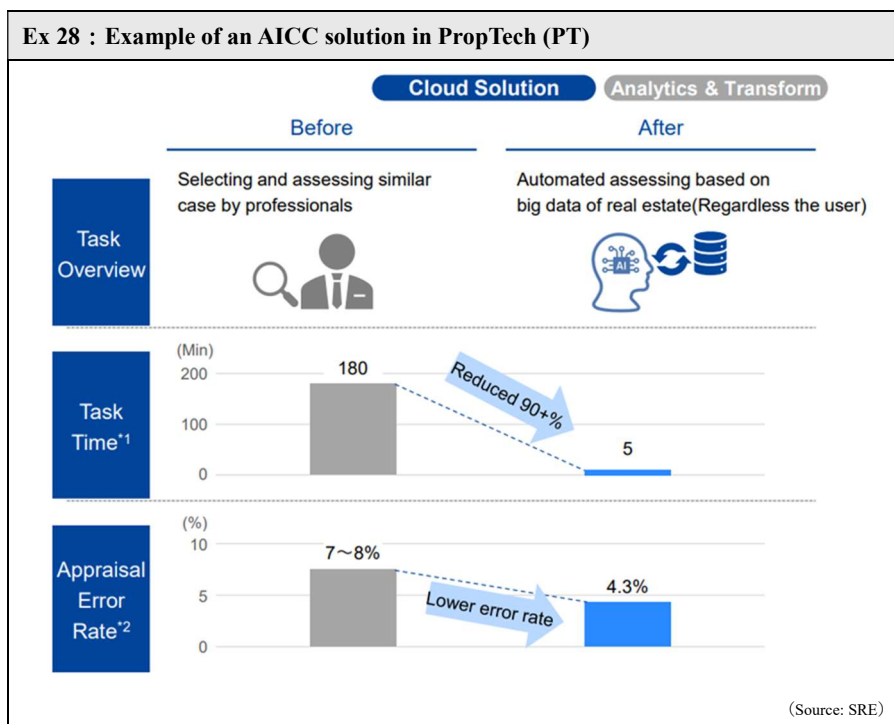 Ex 28：Example of an AICC solution in PropTech (PT)
Cloud Solution
Analytics & Transform
Before
After
Task
Overview
Selecting and assessing similar
case by professionals
Automated assessing based on
big data of real estate(Regardless the user)
AI
Task
Time*1
(Min)
200
100
0
180
Reduced 90+%
5
Appraisal
Error
Rate*2
(%)
10
5
0
7～8%
Lower error rate
4.3%
（Source: SRE）